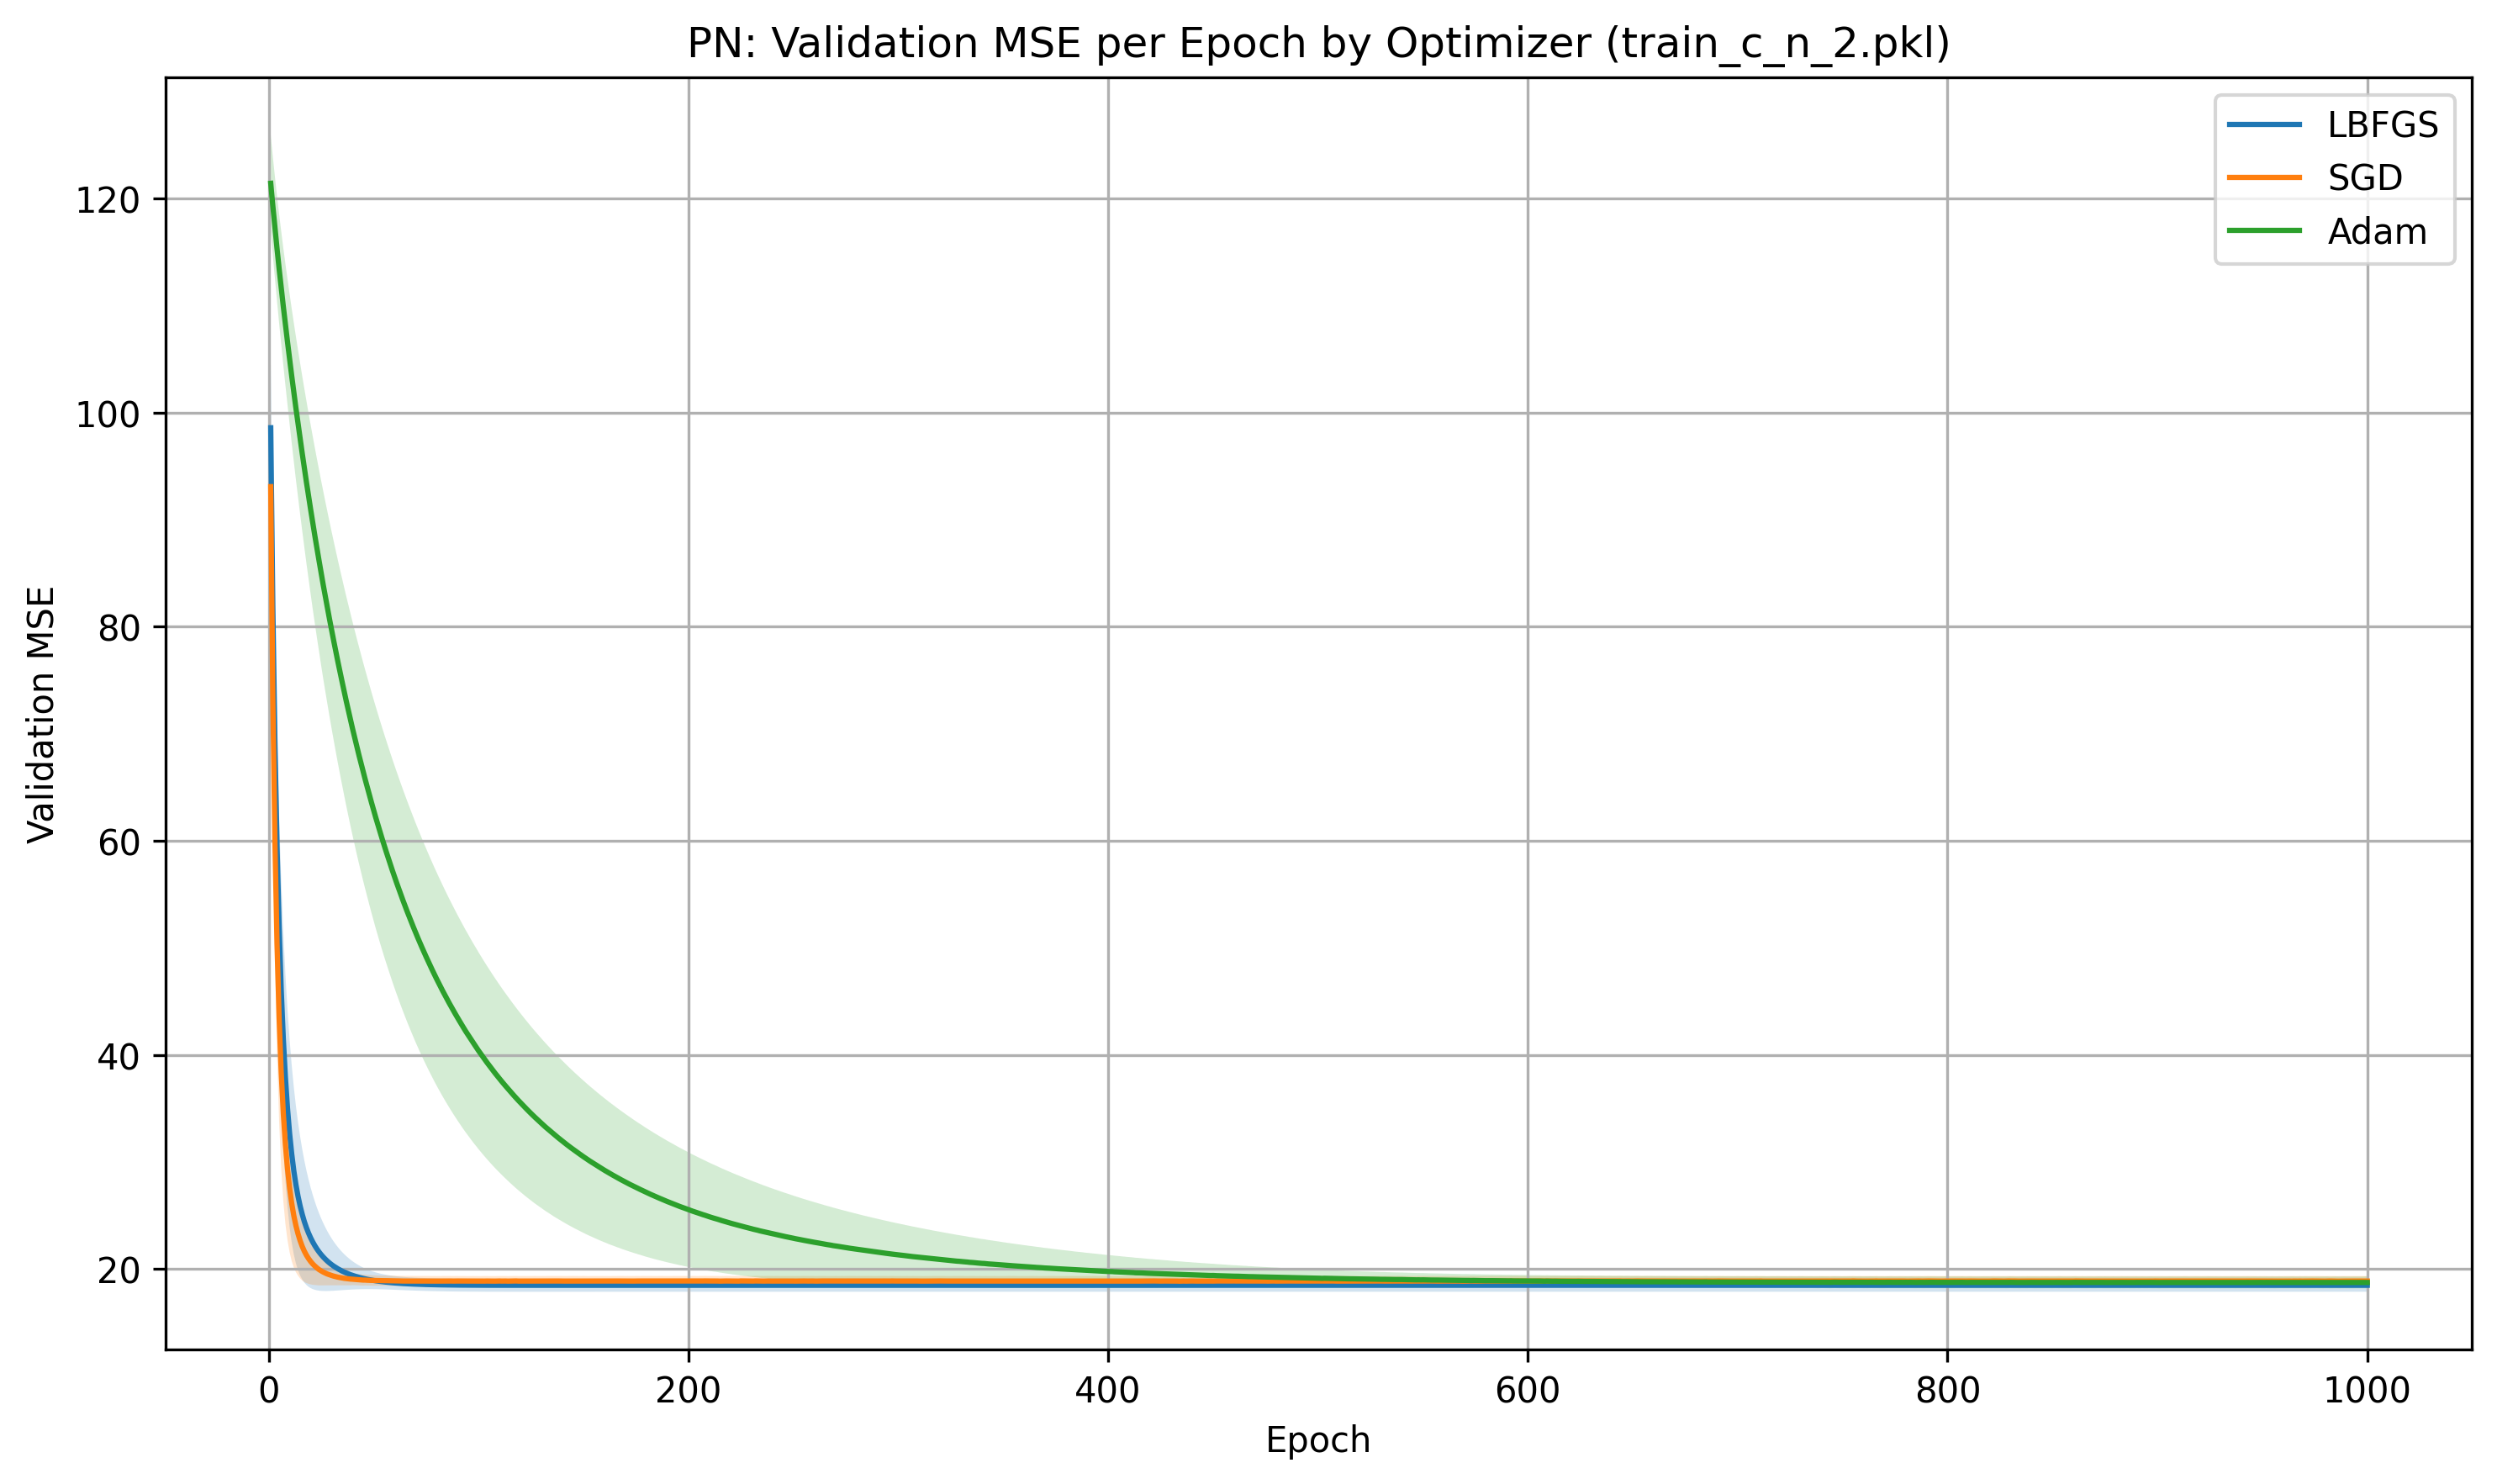 PN: Validation MSE per Epoch by Optimizer (train_c_n_2.pkl)
LBFGS
SGD
Adam
Validation MSE
120
100
80
60
40
20
0
200
400
600
800
1000
Epoch